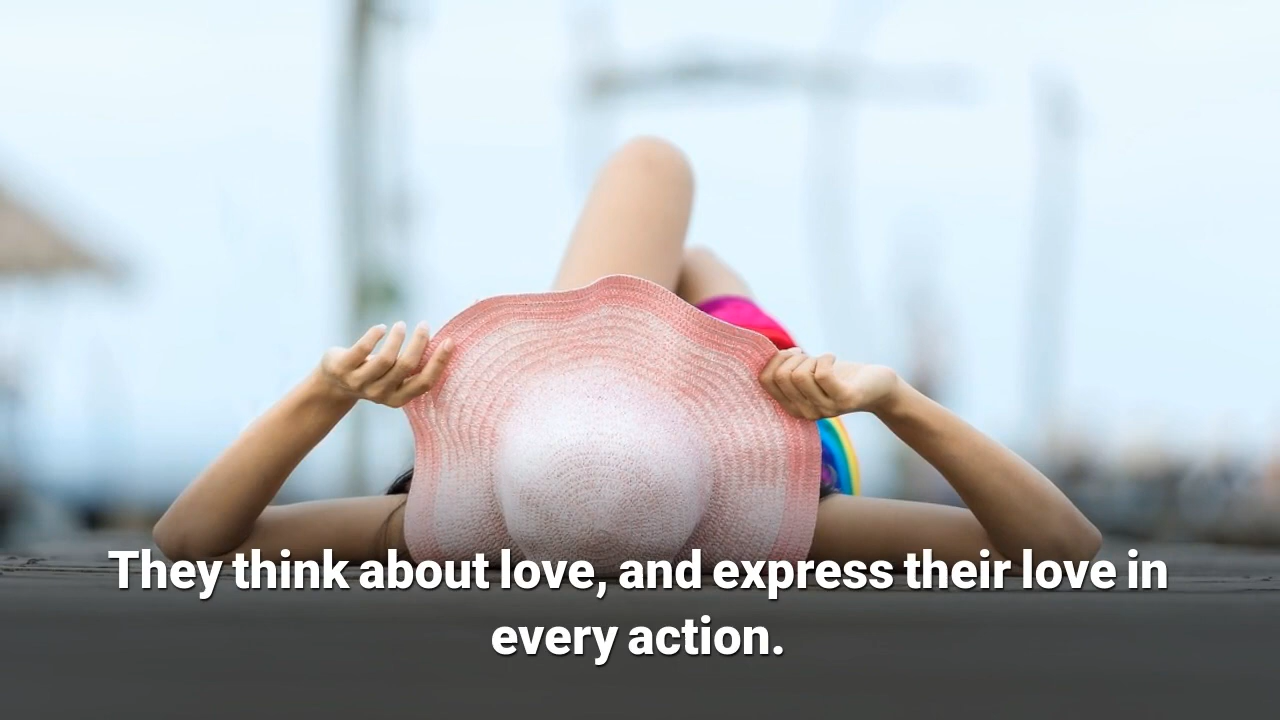 They think about love, and express their love in
every action.